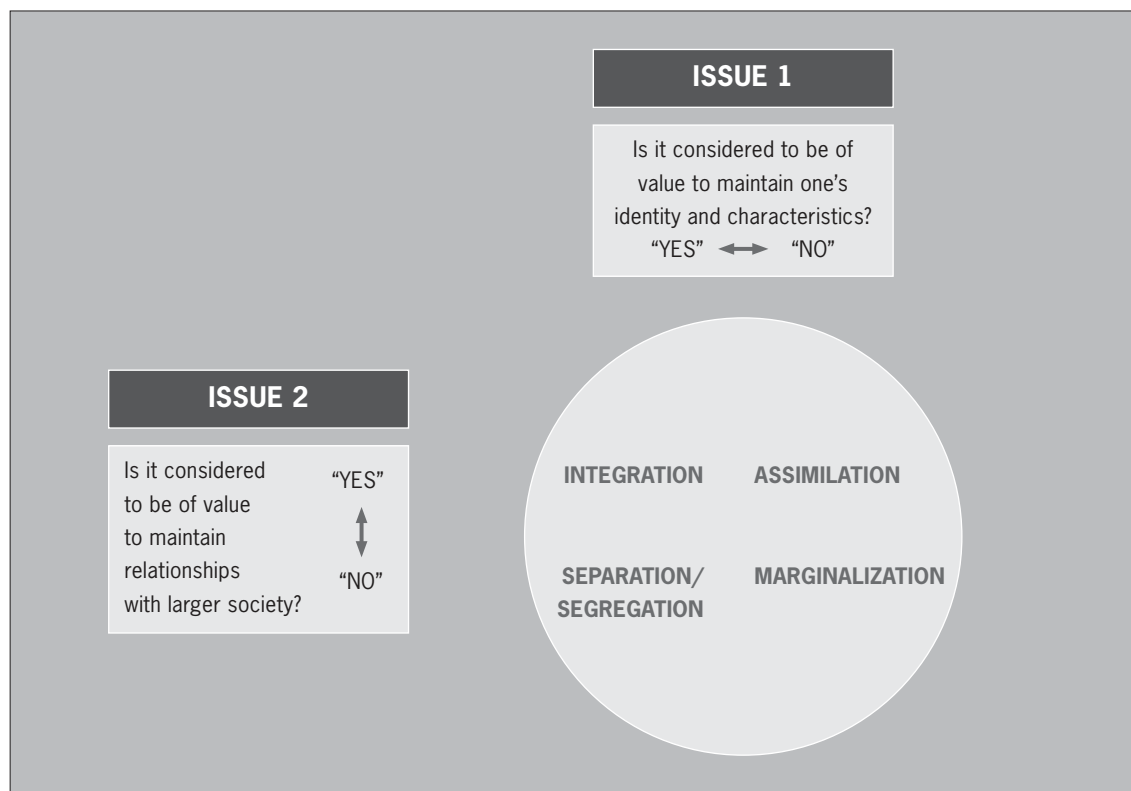 ISSUE 1
Is it considered to be of
value to maintain one’s
identity and characteristics?
“YES” “NO”
ISSUE 2
Is it considered
to be of value
to maintain
relationships
with larger society?
“YES”
“NO”
INTEGRATION
ASSIMILATION
SEPARATION/
SEGREGATION
MARGINALIZATION